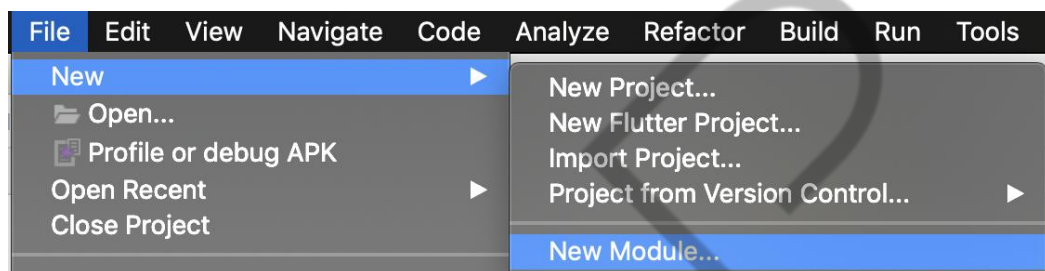 File Edit View Navigate Code Analyze Refactor Build Run Tools
New
Open...
Profile or debug APK
Open Recent
Close Project
New Project...
New Flutter Project...
Import Project...
Project from Version Control...
New Module...